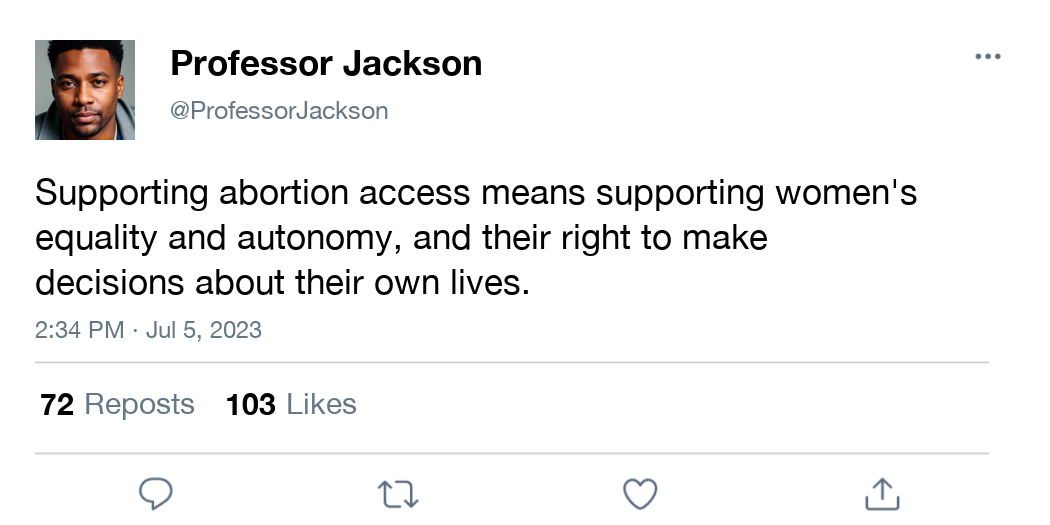 Professor Jackson
@ProfessorJackson
Supporting abortion access means supporting women's
equality and autonomy, and their right to make
decisions about their own lives.
2:34 PM · Jul 5, 2023
72 Reposts 103 Likes